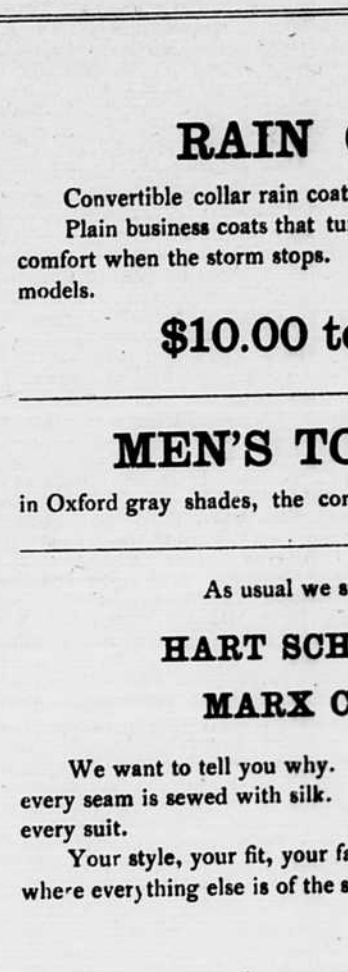 RAIN
Convertible collar rain coat
Plain business coats that
comfort when the storm stops.
models.
$10.00
MEN'S
in Oxford gray shades, the
As usual we
HART
MARX
We want to tell you why.
every seam is sewed with silk.
every suit.
Your style, your fit, your
where everything else is of the